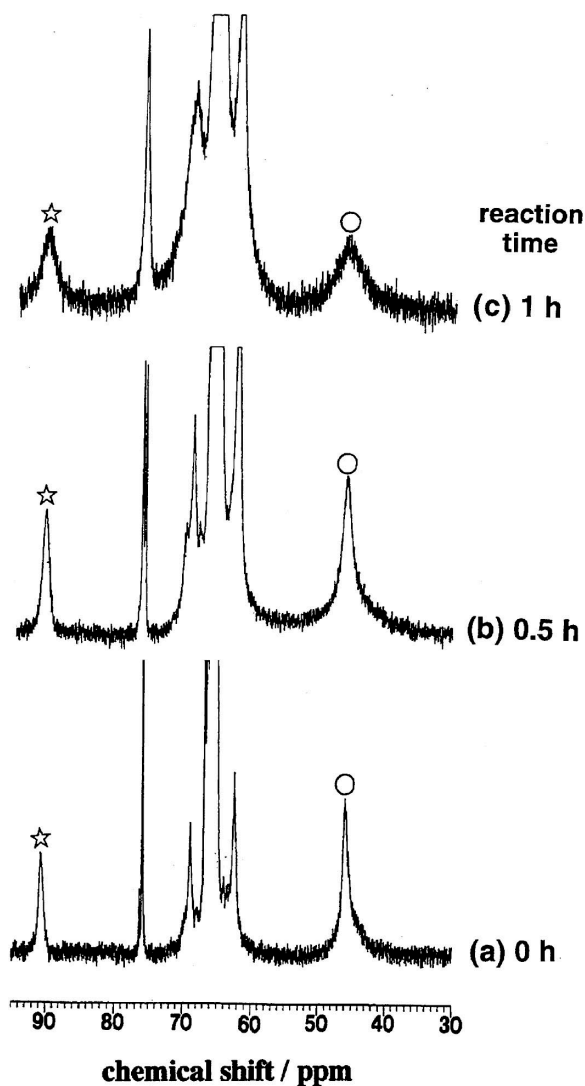 ☆
○
reaction
time
(c) 1 h
☆
○
(b) 0.5 h
☆
○
(a) 0 h
90 80 70 60 50 40 30
chemical shift / ppm